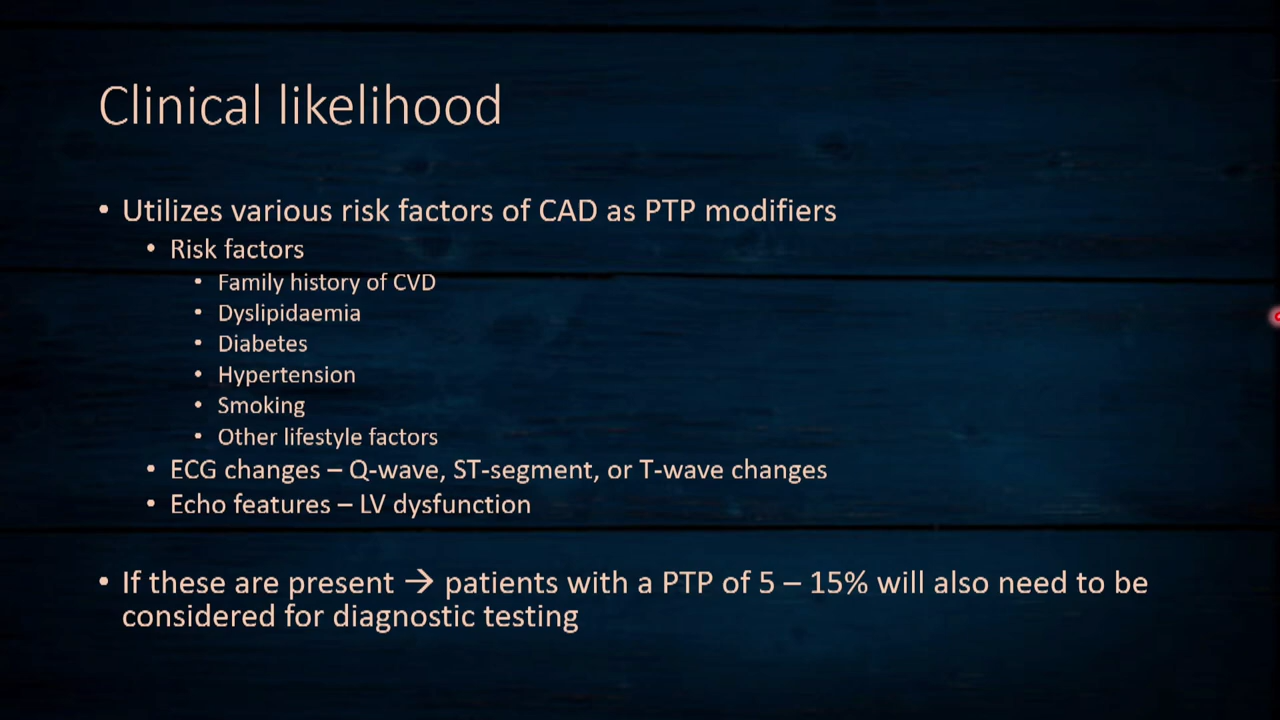 Clinical likelihood
• Utilizes various risk factors of CAD as PTP modifiers
• Risk factors
• Family history of CVD
• Dyslipidaemia
• Diabetes
• Hypertension
• Smoking
• Other lifestyle factors
• ECG changes – Q-wave, ST-segment, or T-wave changes
• Echo features – LV dysfunction
• If these are present → patients with a PTP of 5 – 15% will also need to be
considered for diagnostic testing